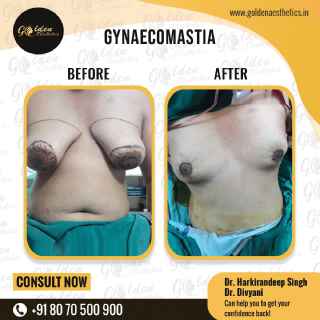 Golden
Aesthetics
www.goldenaesthetics.in
GYNAECOMASTIA
BEFORE
AFTER
CONSULT NOW
+91 80 70 500 900
Dr. Harkirandeep Singh
Dr. Divyani
Can help you to get your
confidence back!